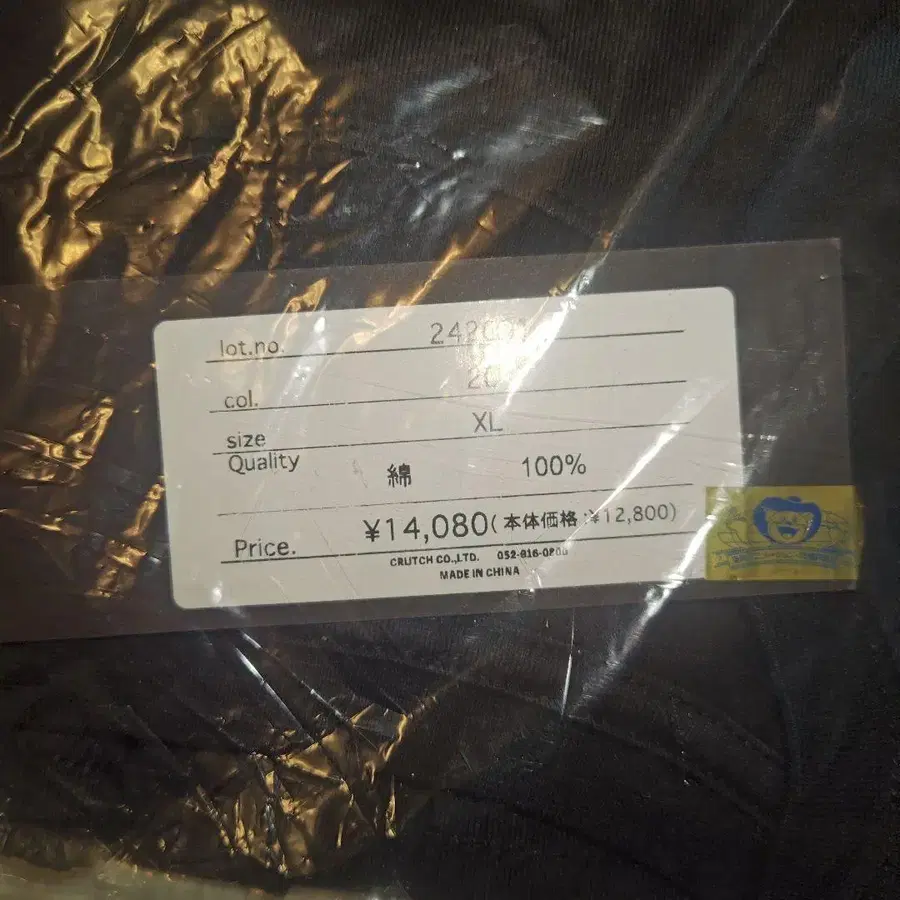 lot.no.
col.
size XL
Quality 綿 100%
Price. ¥14,080(本体価格:¥12,800)
CRUTCH CO.,LTD.
MADE IN CHINA